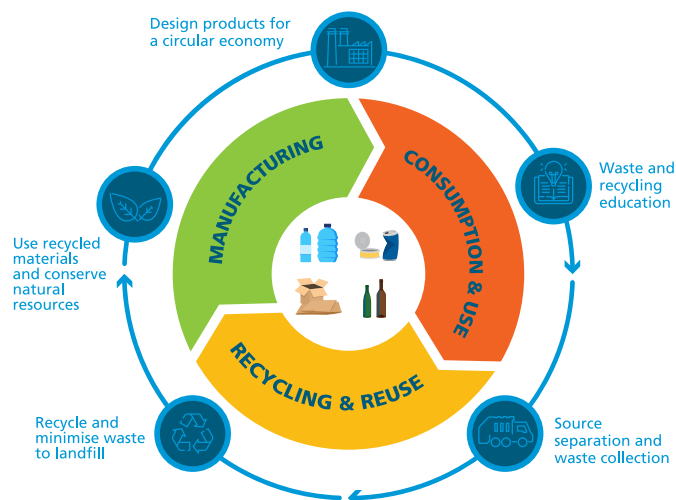 Design products for
a circular economy
MANUFACTURING
CONSUMPTION & USE
Waste and
recycling
education
Use recycled
materials
and conserve
natural
resources
RECYCLING & REUSE
Recycle and
minimise waste
to landfill
Source
separation and
waste collection